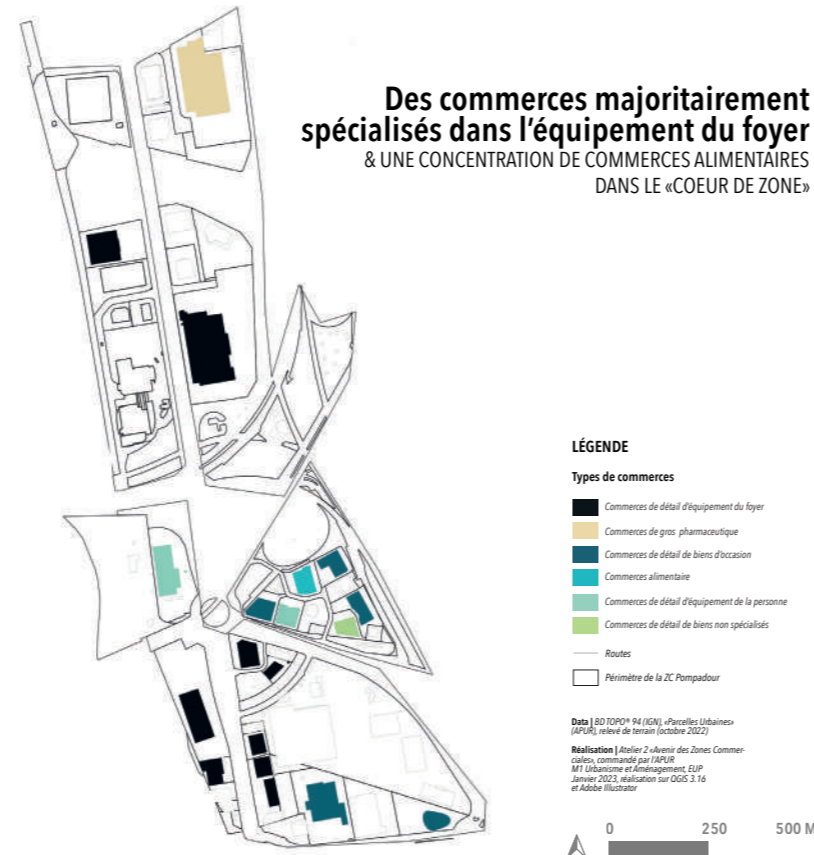 Des commerces majoritairement
spécialisés dans l'équipement du foyer
& UNE CONCENTRATION DE COMMERCES ALIMENTAIRES
DANS LE «COEUR DE ZONE»
LÉGENDE
Types de commerces
Commerces de détail d'équipement du foyer
Commerces de gros pharmaceutique
Commerces de détail de biens d'occasion
Commerces alimentaire
Commerces de détail d'équipement de la personne
Commerces de détail de biens non spécialisés
Routes
Périmètre de la ZC Pompadour
Data | BD TOPO® 94 (IGN), «Parcelles Urbaines»
(APUR), relevé de terrain (octobre 2022)
Réalisation | Atelier 2 «Avenir des Zones Commer-
ciales», commandé par l'APUR
M1 Urbanisme et Aménagement, EUP
Janvier 2023, réalisation sur QGIS 3.16
et Adobe Illustrator
0 250 500 M